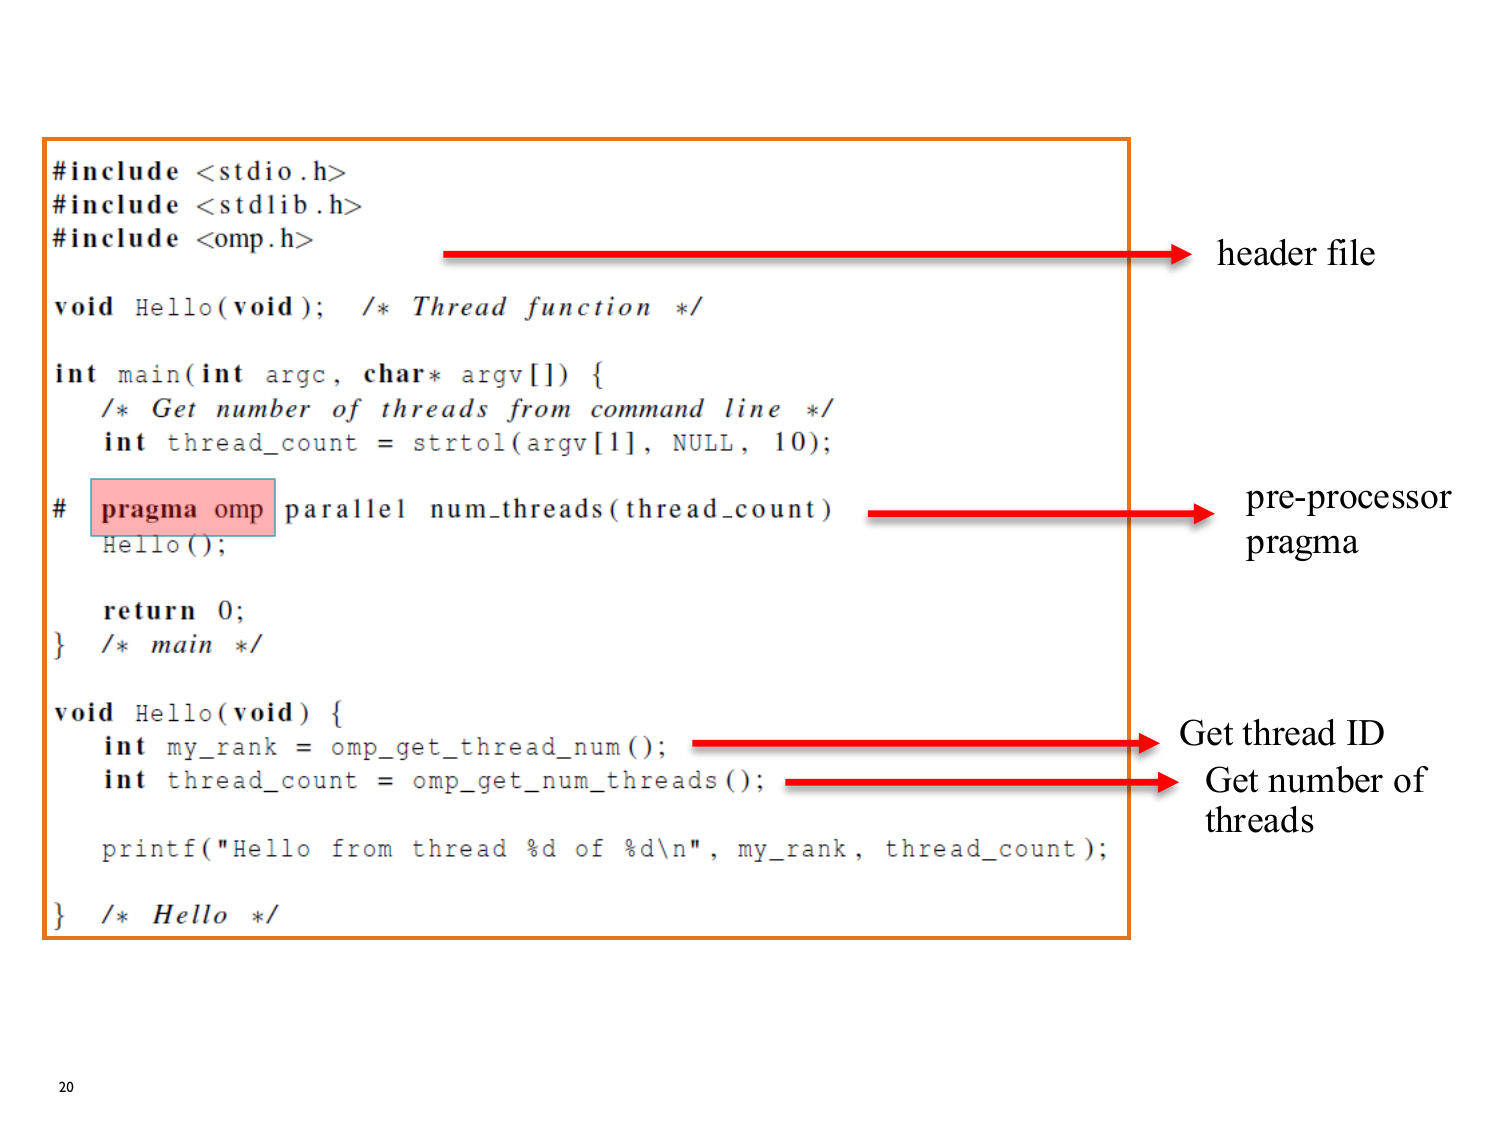 #include <stdio.h>
#include <stdlib.h>
#include <omp.h>
header file
void Hello(void); /* Thread function */
int main(int argc, char* argv[]) {
/* Get number of threads from command line */
int thread_count = strtol(argv[1], NULL, 10);
# pragma omp parallel num_threads(thread_count)
pre-processor
pragma
Hello();
return 0;
} /* main */
void Hello(void) {
int my_rank = omp_get_thread_num();
Get thread ID
int thread_count = omp_get_num_threads();
Get number of
threads
printf("Hello from thread %d of %d\n", my_rank, thread_count);
} /* Hello */
20